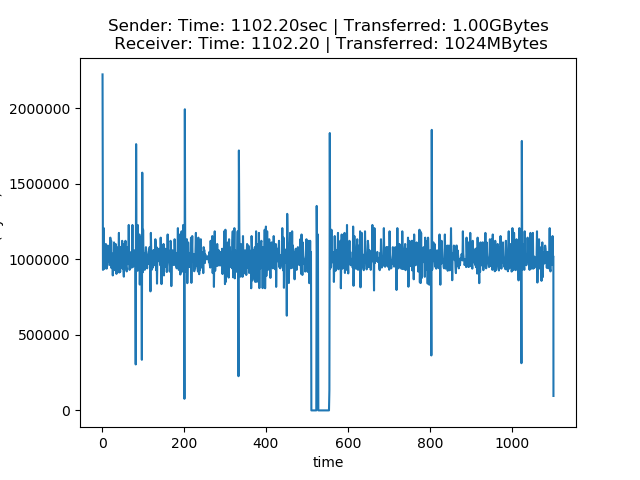 Sender: Time: 1102.20sec | Transferred: 1.00GBytes
Receiver: Time: 1102.20 | Transferred: 1024MBytes
2000000
1500000
1000000
500000
0
0 200 400 600 800 1000
time